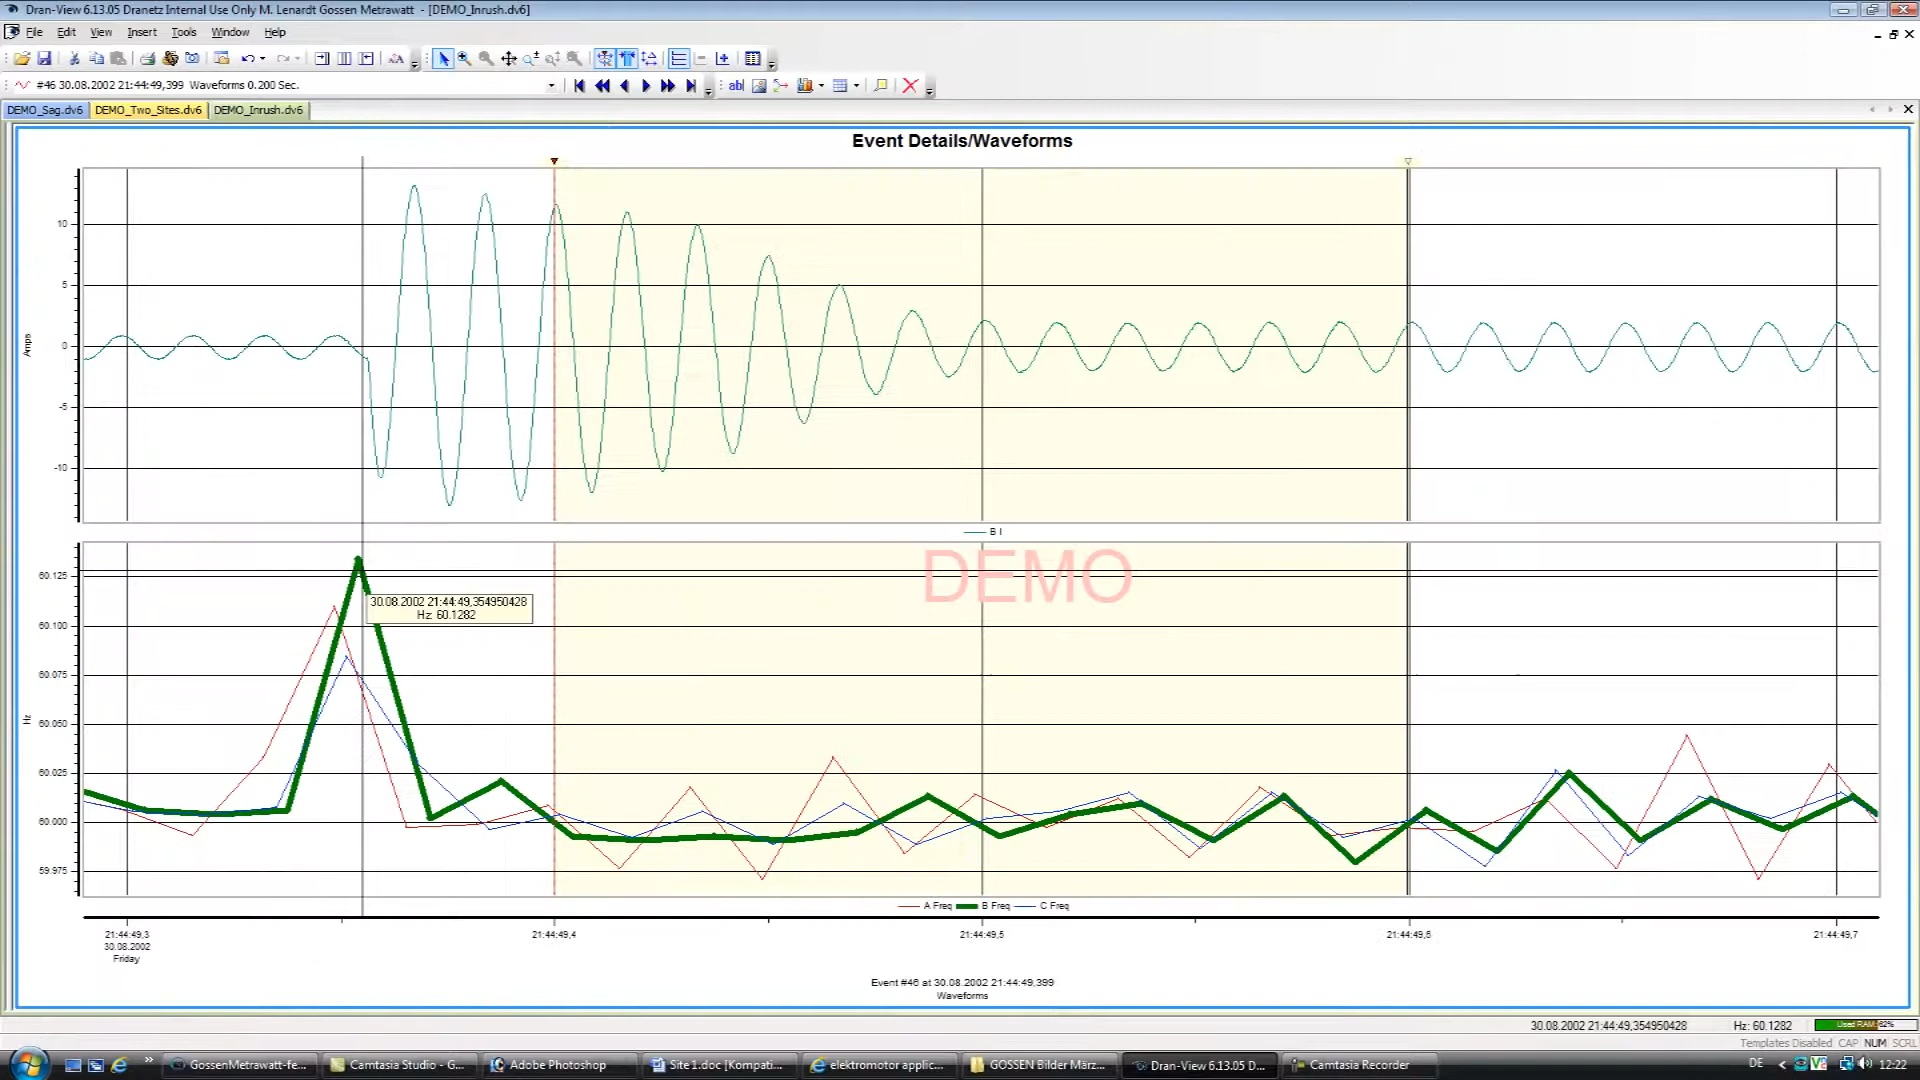 Dran-View 6.13.05 Dranetz Internal Use Only M. Lenardt Gossen Metrawatt - [DEMO_Inrush.dv6]
File Edit View Insert Tools Window Help
#46 30.08.2002 21:44:49,399 Waveforms 0.200 Sec.
DEMO_Sag.dv6 DEMO_Two_Sites.dv6 DEMO_Inrush.dv6
Event Details/Waveforms
10
5
Amps
0
-5
-10
B I
DEMO
60.125
30.08.2002 21:44:49,354950428
Hz: 60.1282
60.100
60.075
Hz
60.050
60.025
60.000
59.975
A Freq B Freq C Freq
21:44:49,3 21:44:49,4 21:44:49,5 21:44:49,6 21:44:49,7
30.08.2002
Friday
Event #46 at 30.08.2002 21:44:49,399
Waveforms
30.08.2002 21:44:49,354950428 Hz: 60.1282 Used RAM: 62%
Templates Disabled CAP NUM SCRL
GossenMetrawatt-fe... Camtasia Studio - G... Adobe Photoshop Site 1.doc [Kompati... elektromotor applic... GOSSEN Bilder März... Dran-View 6.13.05 D... Camtasia Recorder DE 12:22